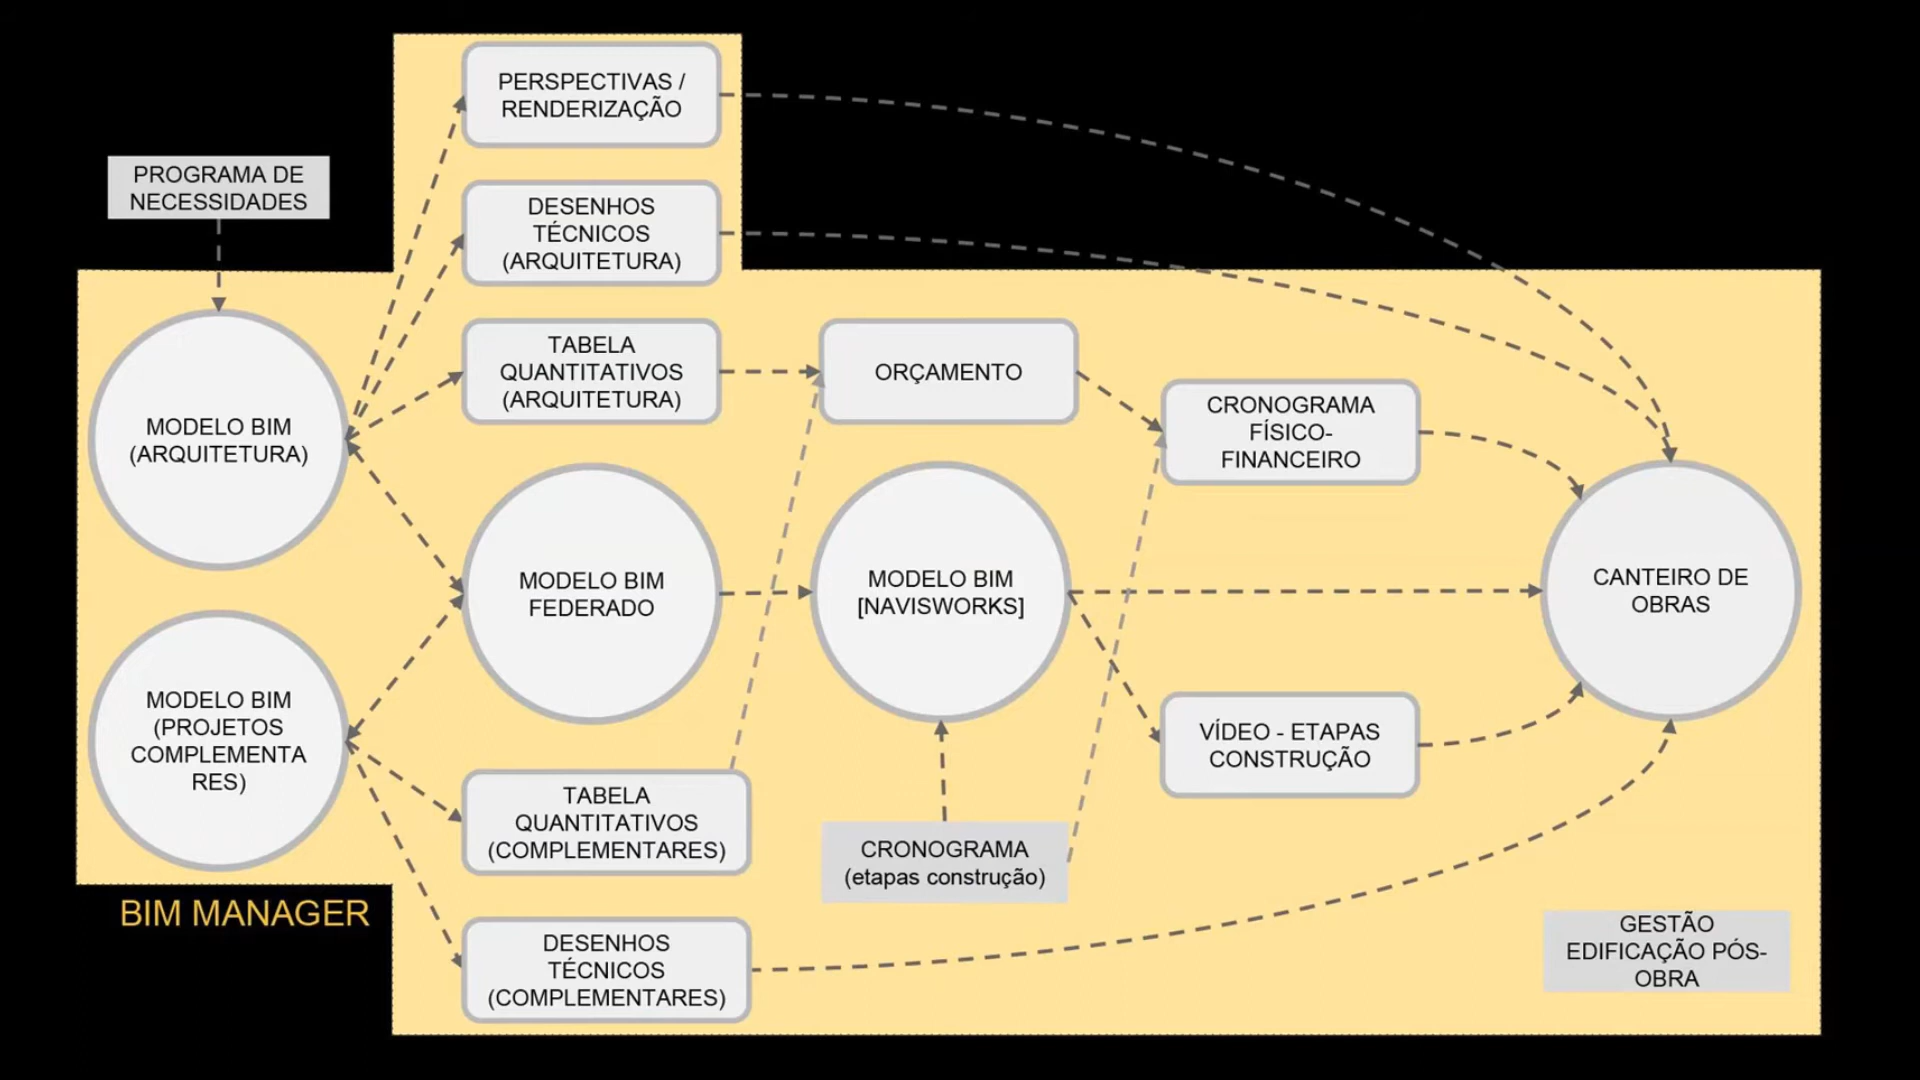 PERSPECTIVAS /
RENDERIZAÇÃO
PROGRAMA DE
NECESSIDADES
DESENHOS
TÉCNICOS
(ARQUITETURA)
TABELA
QUANTITATIVOS
(ARQUITETURA)
ORÇAMENTO
CRONOGRAMA
FÍSICO-
FINANCEIRO
MODELO BIM
(ARQUITETURA)
MODELO BIM
FEDERADO
MODELO BIM
[NAVISWORKS]
CANTEIRO DE
OBRAS
MODELO BIM
(PROJETOS
COMPLEMENTA
RES)
VÍDEO - ETAPAS
CONSTRUÇÃO
TABELA
QUANTITATIVOS
(COMPLEMENTARES)
CRONOGRAMA
(etapas construção)
BIM MANAGER
DESENHOS
TÉCNICOS
(COMPLEMENTARES)
GESTÃO
EDIFICAÇÃO PÓS-
OBRA